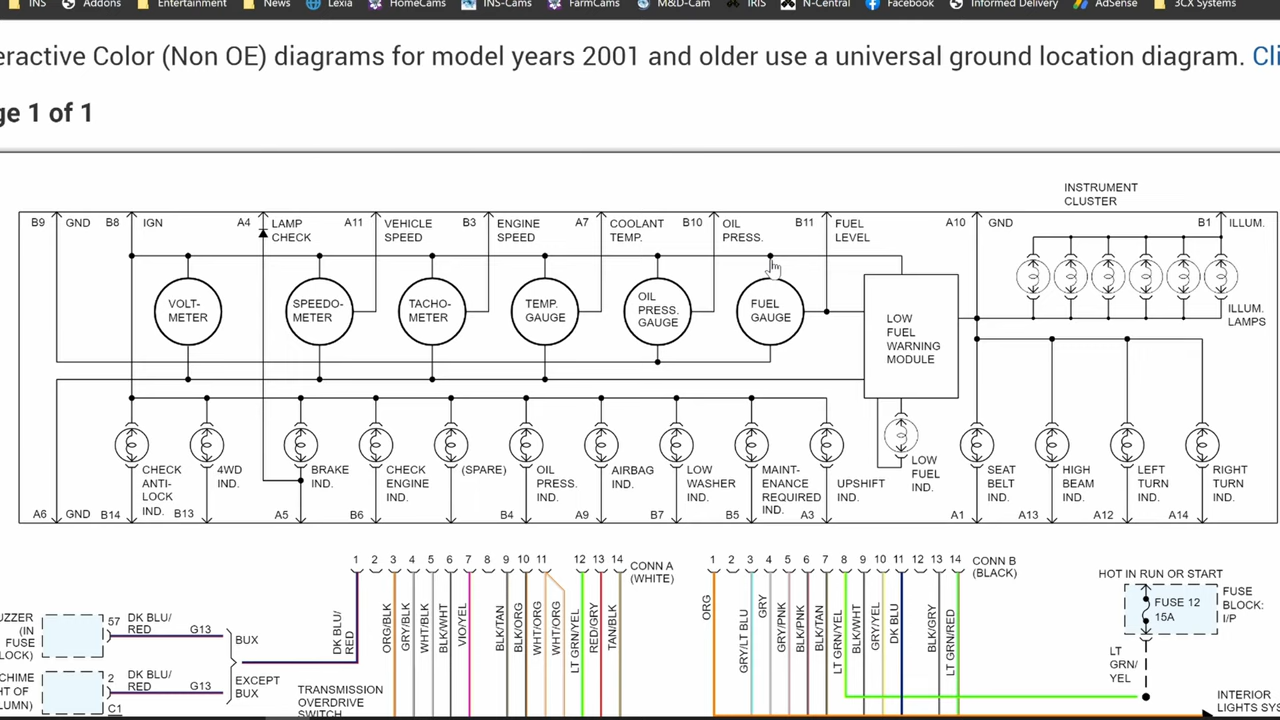 INS Addons Entertainment News Lexia HomeCams INS-Cams FarmCams M&D-Cam IRIS N-Central Facebook Informed Delivery AdSense 3CX Systems
eractive Color (Non OE) diagrams for model years 2001 and older use a universal ground location diagram. Cli
ge 1 of 1
INSTRUMENT
CLUSTER
B9 GND B8 IGN A4 LAMP
CHECK
A11 VEHICLE
SPEED
B3 ENGINE
SPEED
A7 COOLANT
TEMP.
B10 OIL
PRESS.
B11 FUEL
LEVEL
A10 GND B1 ILLUM.
VOLT-
METER
SPEEDO-
METER
TACHO-
METER
TEMP.
GAUGE
OIL
PRESS.
GAUGE
FUEL
GAUGE
LOW
FUEL
WARNING
MODULE
ILLUM.
LAMPS
CHECK
ANTI-
LOCK
IND.
4WD
IND.
BRAKE
IND.
CHECK
ENGINE
IND.
(SPARE)
OIL
PRESS.
IND.
AIRBAG
IND.
LOW
WASHER
IND.
MAINT-
ENANCE
REQUIRED
IND.
UPSHIFT
IND.
LOW
FUEL
IND.
SEAT
BELT
IND.
HIGH
BEAM
IND.
LEFT
TURN
IND.
RIGHT
TURN
IND.
A6 GND B14 B13 A5 B6 B4 A9 B7 B5 A3 A1 A13 A12 A14
1 2 3 4 5 6 7 8 9 10 11 12 13 14 CONN A
(WHITE)
1 2 3 4 5 6 7 8 9 10 11 12 13 14 CONN B
(BLACK)
DK BLU/
RED
ORG/BLK
GRY/BLK
WHT/BLK
BLK/WHT
VIO/YEL
BLK/TAN
BLK/ORG
WHT/ORG
WHT/ORG
LT GRN/YEL
RED/GRY
TAN/BLK
ORG
GRY/LT BLU
GRY
GRY/PNK
BLK/PNK
BLK/TAN
LT GRN/YEL
BLK/WHT
GRY/YEL
DK BLU
BLK/GRY
LT GRN/RED
HOT IN RUN OR START
FUSE 12
15A
FUSE
BLOCK:
I/P
LT
GRN/
YEL
INTERIOR
LIGHTS SYS
UZZER
(IN
FUSE
LOCK)
57 DK BLU/
RED
G13
BUX
HIME
HT OF
LUMN)
2 DK BLU/
RED
G13
C1
EXCEPT
BUX
TRANSMISSION
OVERDRIVE
SWITCH